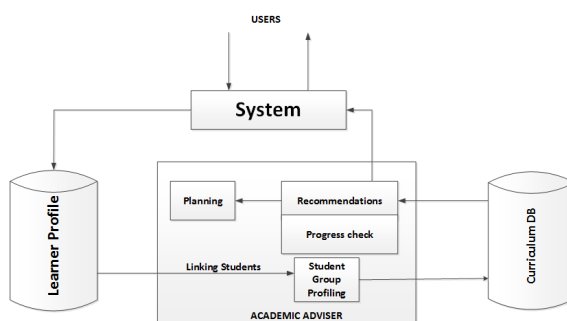 USERS
System
Learner Profile
Planning
Recommendations
Progress check
Curriculum DB
Linking Students
Student
Group
Profiling
ACADEMIC ADVISER